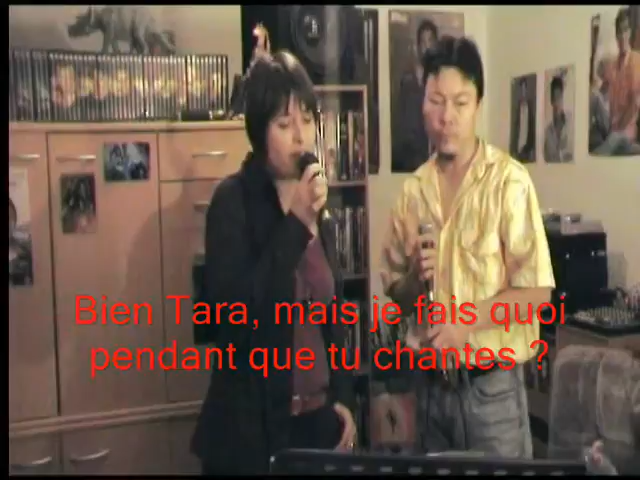 Bien Tara, mais je fais quoi
pendant que tu chantes ?